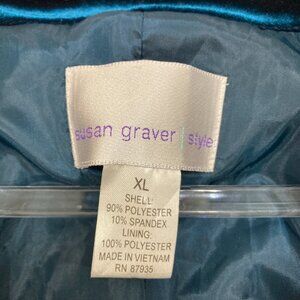 susan graver style
XL
SHELL:
90% POLYESTER
10% SPANDEX
LINING:
100% POLYESTER
MADE IN VIETNAM
RN 87935